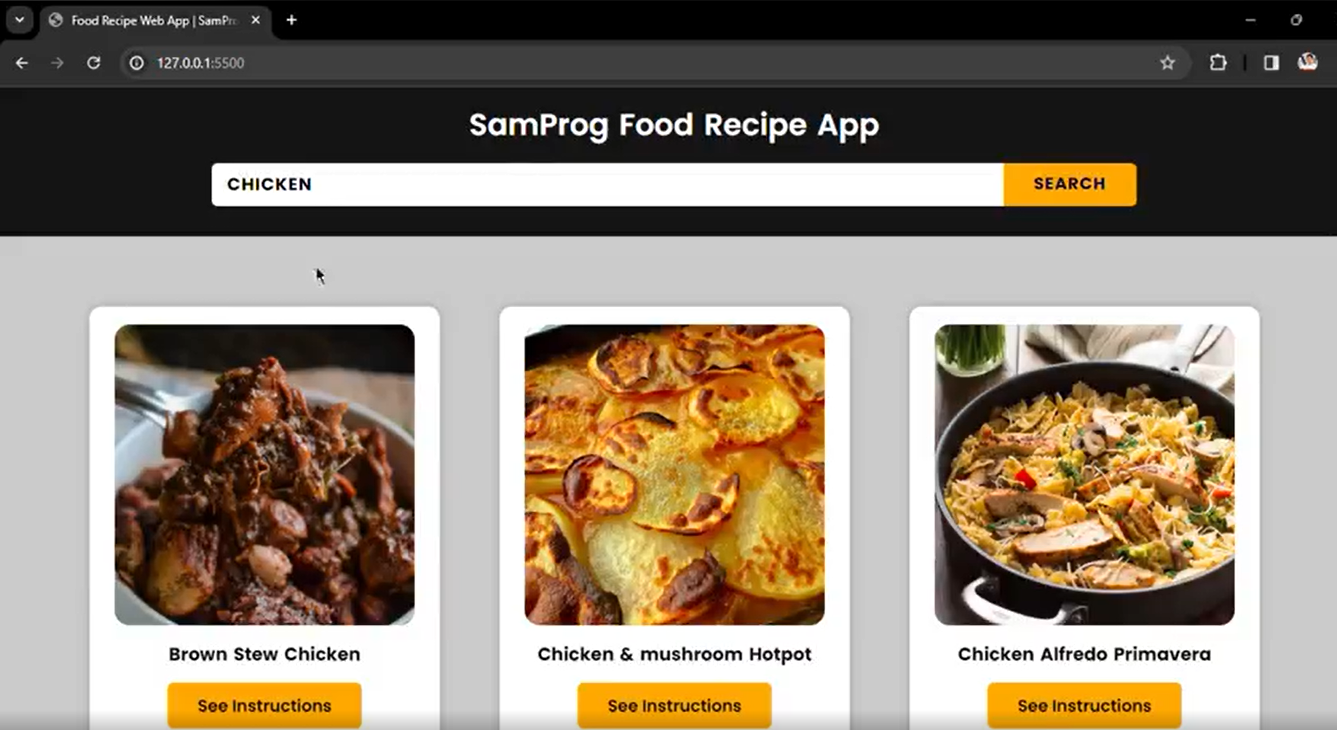 Food Recipe Web App | SamPr
127.0.0.1:5500
SamProg Food Recipe App
CHICKEN
SEARCH
Brown Stew Chicken
Chicken & mushroom Hotpot
Chicken Alfredo Primavera
See Instructions
See Instructions
See Instructions